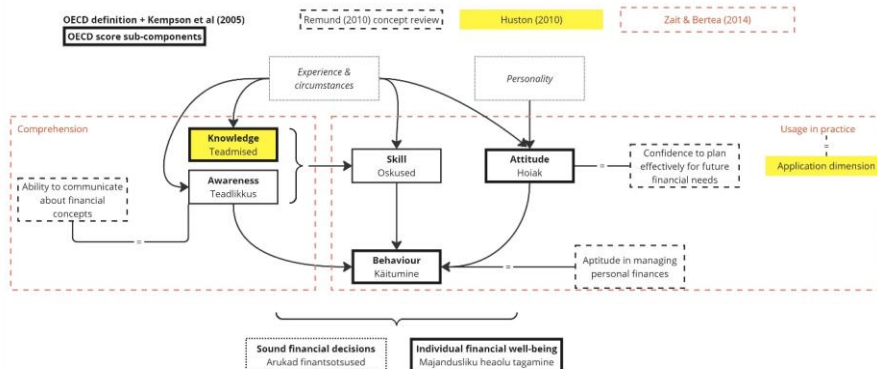 OECD definition + Kempson et al (2005)
OECD score sub-components
Remund (2010) concept review
Huston (2010)
Zait & Bertea (2014)
Experience &
circumstances
Personality
Comprehension
Usage in practice
=
Application dimension
Knowledge
Teadmised
Awareness
Teadlikkus
Skill
Oskused
Attitude
Hoiak
=
Confidence to plan
effectively for future
financial needs
Ability to communicate
about financial
concepts
=
Behaviour
Käitumine
=
Aptitude in managing
personal finances
Sound financial decisions
Arukad finantsotsused
Individual financial well-being
Majandusliku heaolu tagamine